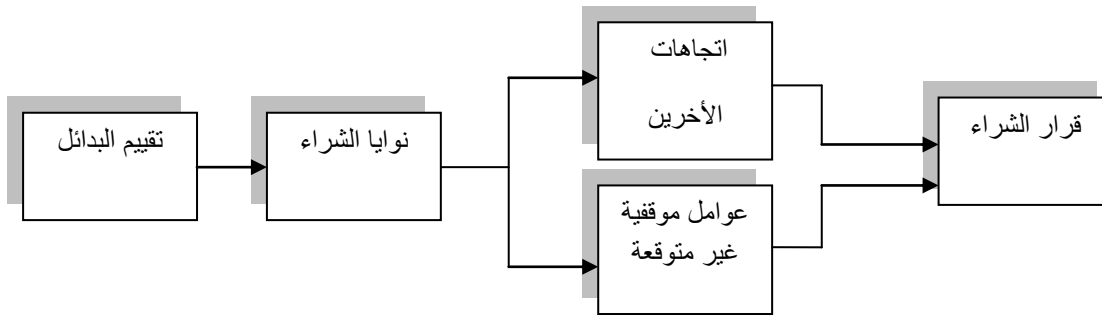 تقييم البدائل
نوايا الشراء
اتجاهات
الأخرين
عوامل موقفية
غير متوقعة
قرار الشراء